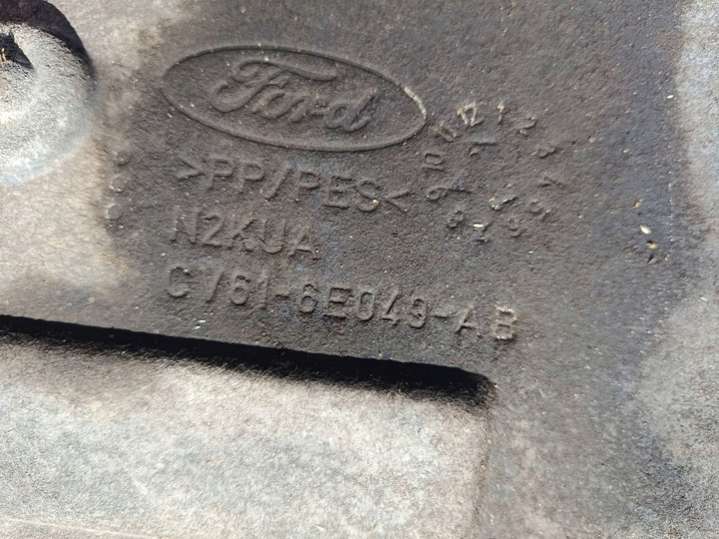 Ford
>PP/PES<
N2KUA
CV61-6E049-AB